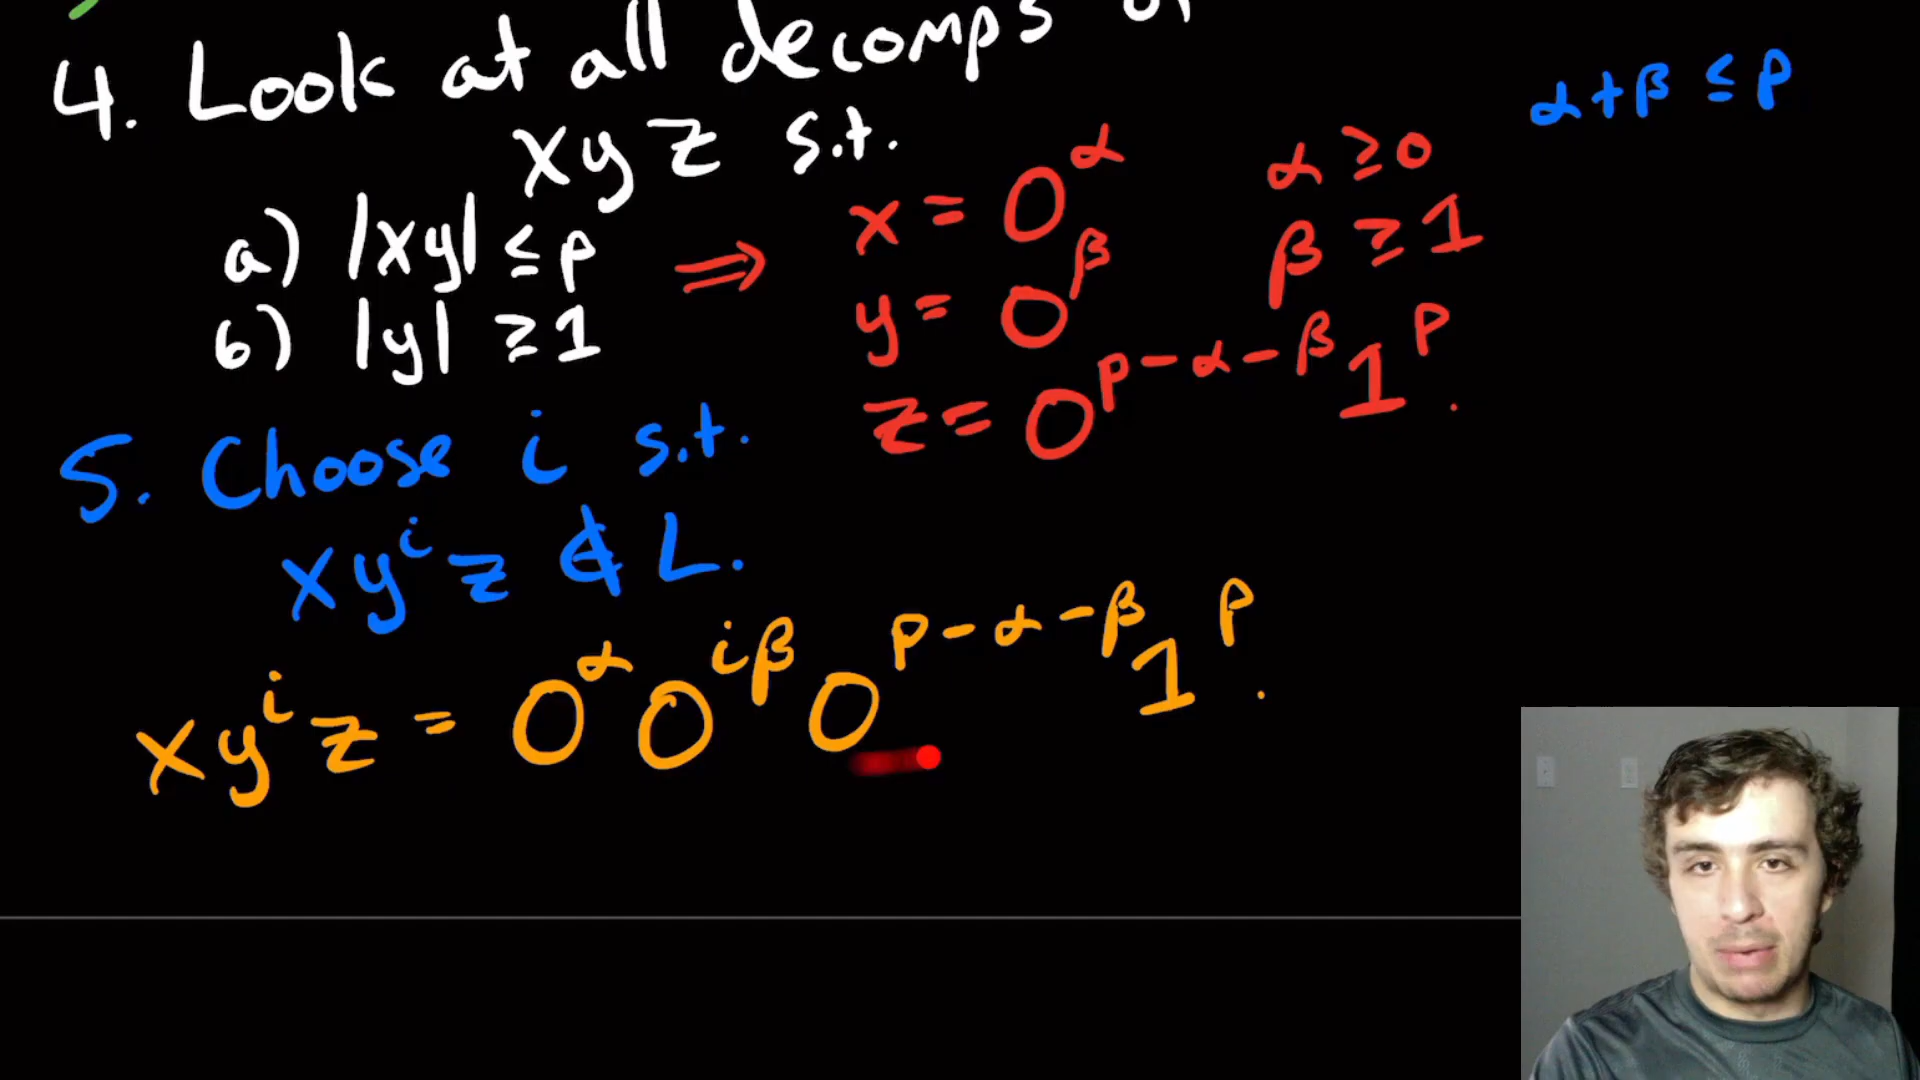 4. Look at all decomps of
xyz s.t.
α+β ≤ p
a) |xy| ≤ p ⇒ x = 0^α α ≥ 0
b) |y| ≥ 1 y = 0^β β ≥ 1
z = 0^{p-α-β} 1^p.
5. Choose i s.t.
xy^i z ∉ L.
xy^i z = 0^α 0^{iβ} 0^{p-α-β} 1^p.